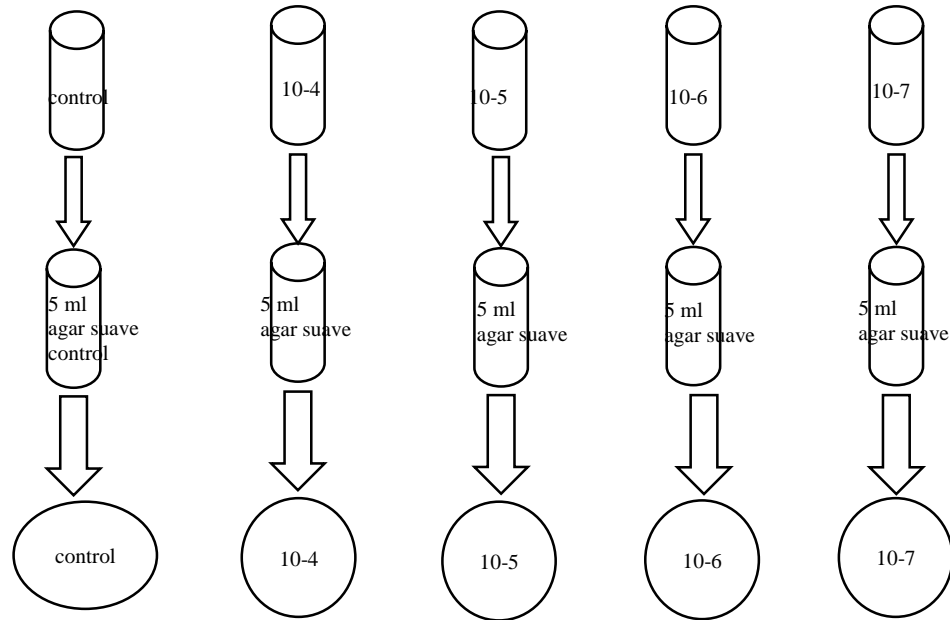 control
10-4
10-5
10-6
10-7
5 ml
agar suave
control
5 ml
agar suave
5 ml
agar suave
5 ml
agar suave
5 ml
agar suave
control
10-4
10-5
10-6
10-7